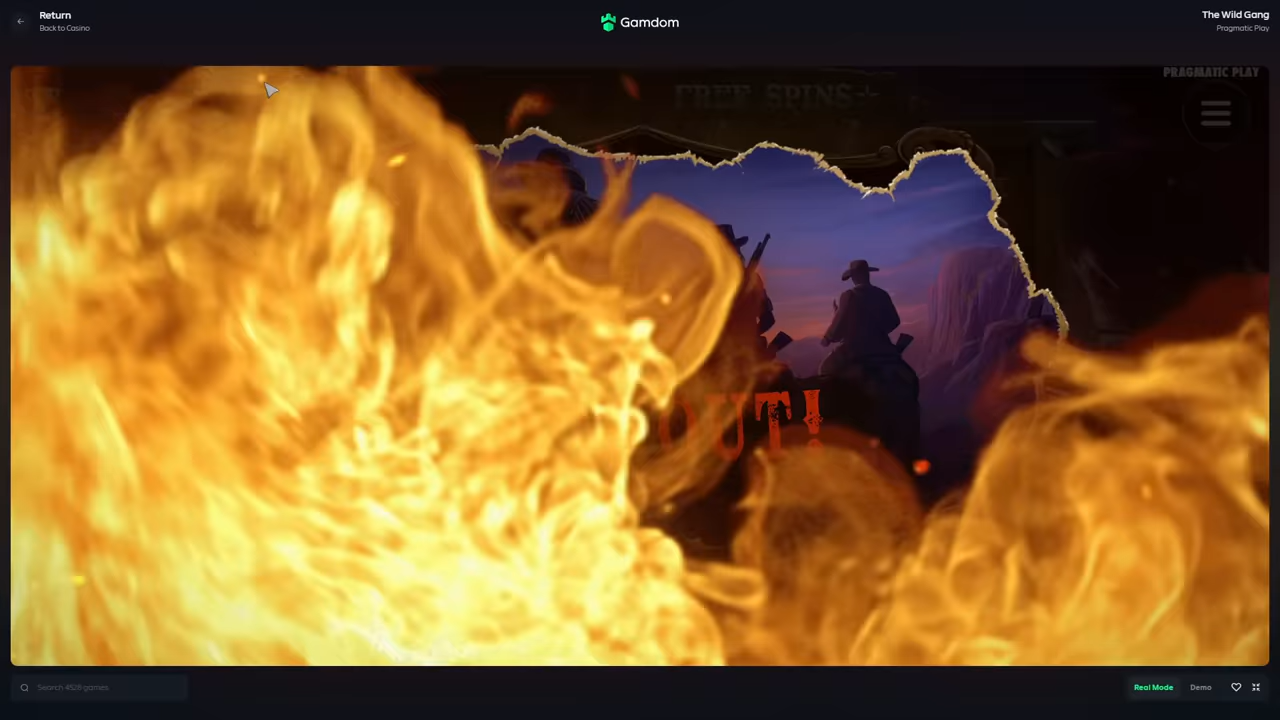 Return
Back to Casino
Gamdom
The Wild Gang
Pragmatic Play
PRAGMATIC PLAY
FREE SPINS
OUT!
Search 4528 games
Real Mode
Demo